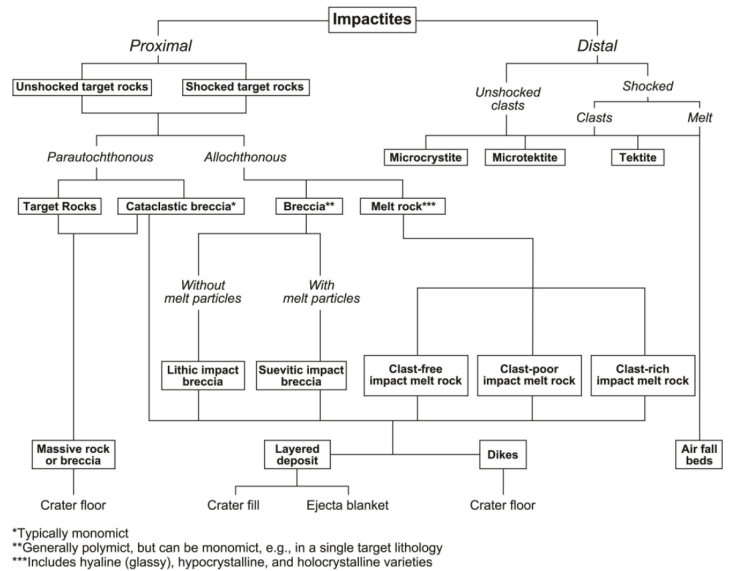 Impactites
Proximal
Distal
Unshocked target rocks
Shocked target rocks
Unshocked
clasts
Shocked
Clasts
Melt
Parautochthonous
Allochthonous
Microcrystite
Microtektite
Tektite
Target Rocks
Cataclastic breccia*
Breccia**
Melt rock***
Without
melt particles
With
melt particles
Lithic impact
breccia
Suevitic impact
breccia
Clast-free
impact melt rock
Clast-poor
impact melt rock
Clast-rich
impact melt rock
Massive rock
or breccia
Layered
deposit
Dikes
Air fall
beds
Crater floor
Crater fill
Ejecta blanket
Crater floor
*Typically monomict
**Generally polymict, but can be monomict, e.g., in a single target lithology
***Includes hyaline (glassy), hypocrystalline, and holocrystalline varieties